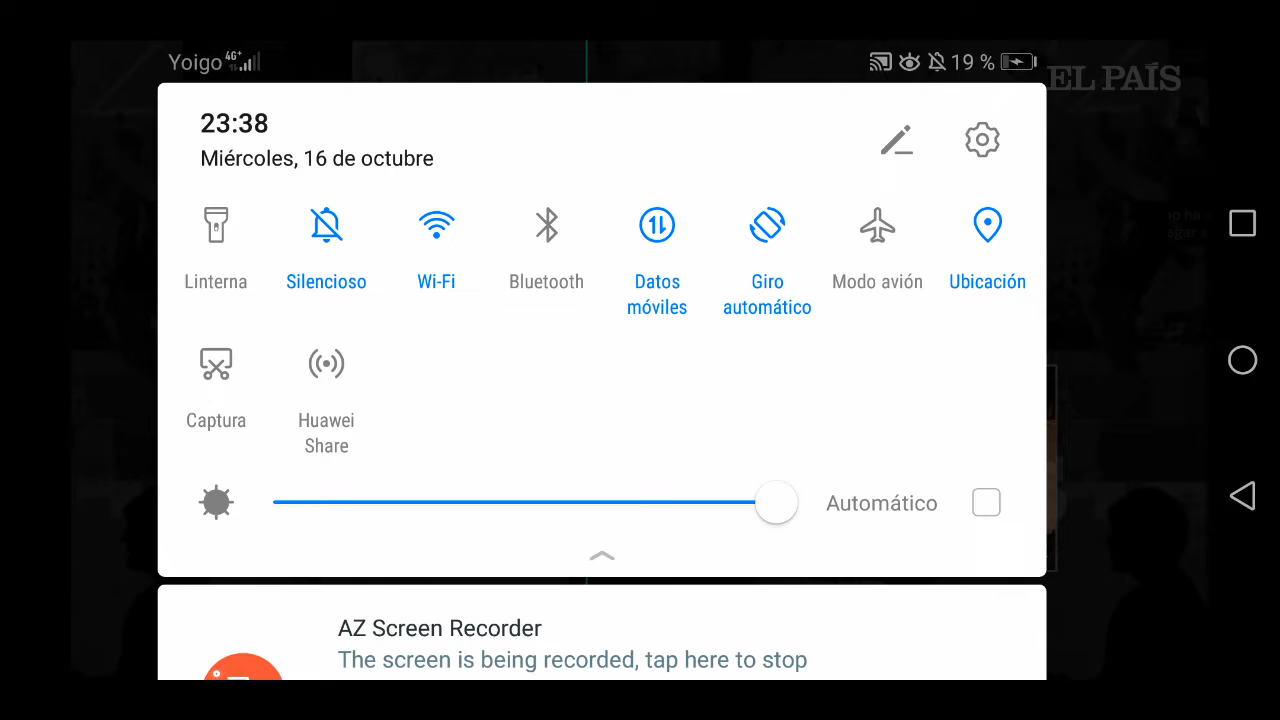 Yoigo 4G+ 19 %
EL PAÍS
23:38
Miércoles, 16 de octubre
Linterna Silencioso Wi-Fi Bluetooth Datos móviles Giro automático Modo avión Ubicación
Captura Huawei Share
Automático
AZ Screen Recorder
The screen is being recorded, tap here to stop